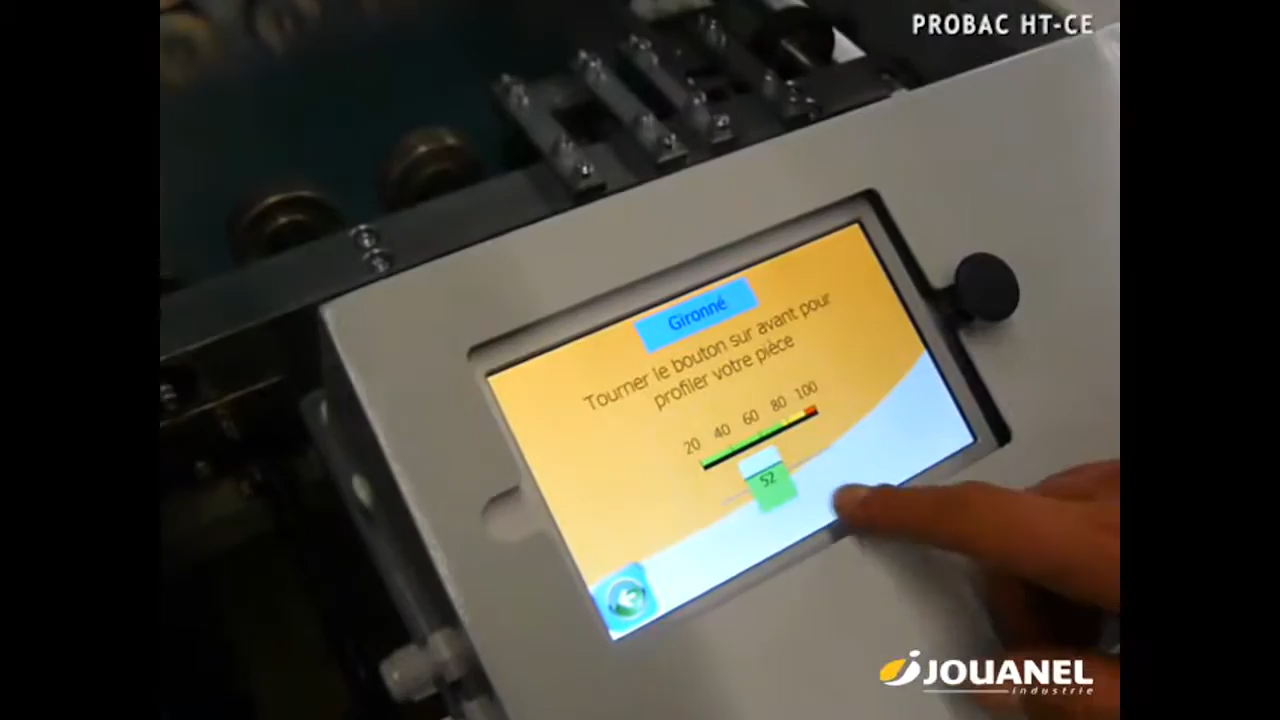 PROBAC HT-CE
Gironné
Tourner le bouton sur avant pour
profiler votre pièce
20 40 60 80 100
52
JOUANEL
industrie